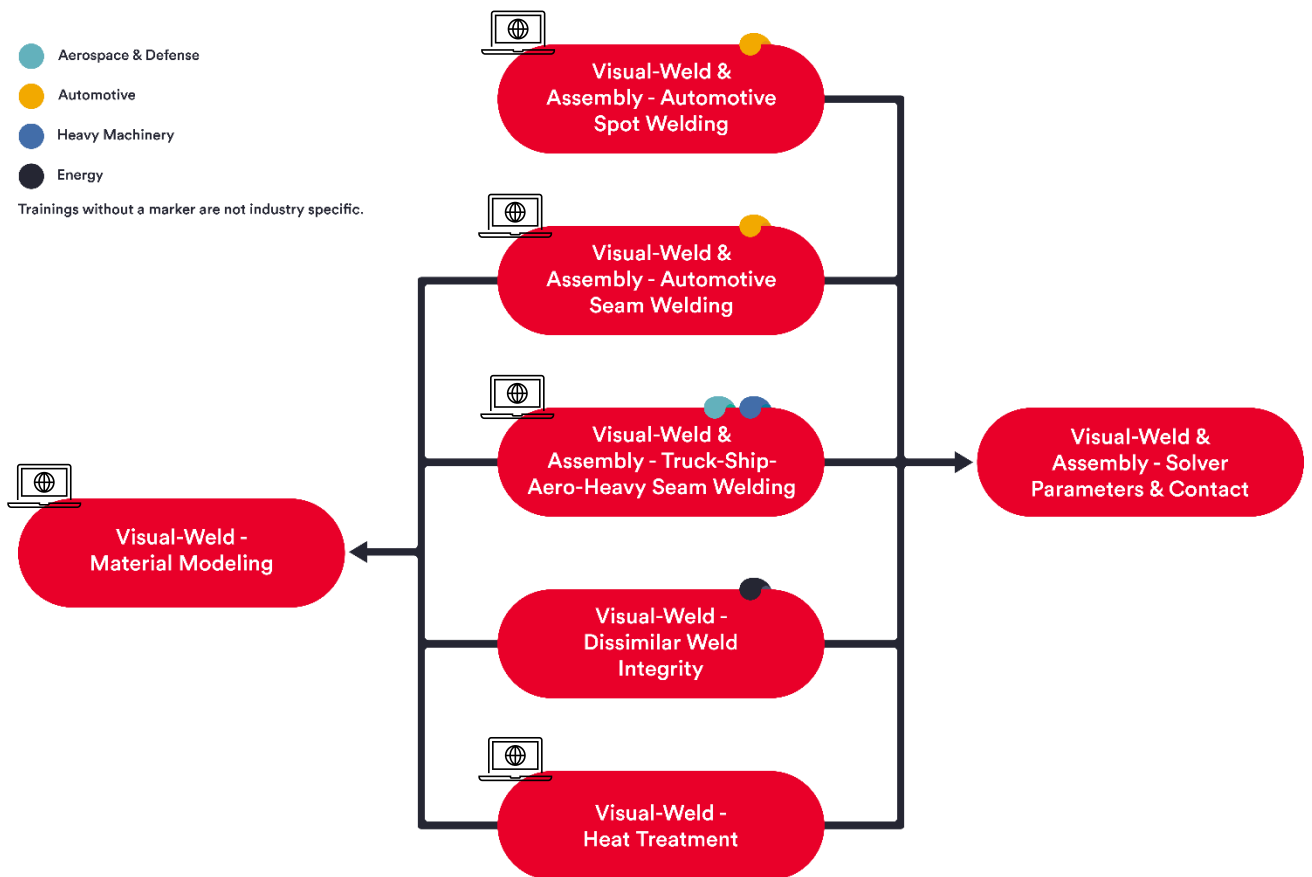 Aerospace & Defense
Automotive
Heavy Machinery
Energy
Trainings without a marker are not industry specific.
Visual-Weld &
Assembly - Automotive
Spot Welding
Visual-Weld &
Assembly - Automotive
Seam Welding
Visual-Weld &
Assembly - Truck-Ship-
Aero-Heavy Seam Welding
Visual-Weld &
Assembly - Solver
Parameters & Contact
Visual-Weld -
Material Modeling
Visual-Weld -
Dissimilar Weld
Integrity
Visual-Weld -
Heat Treatment